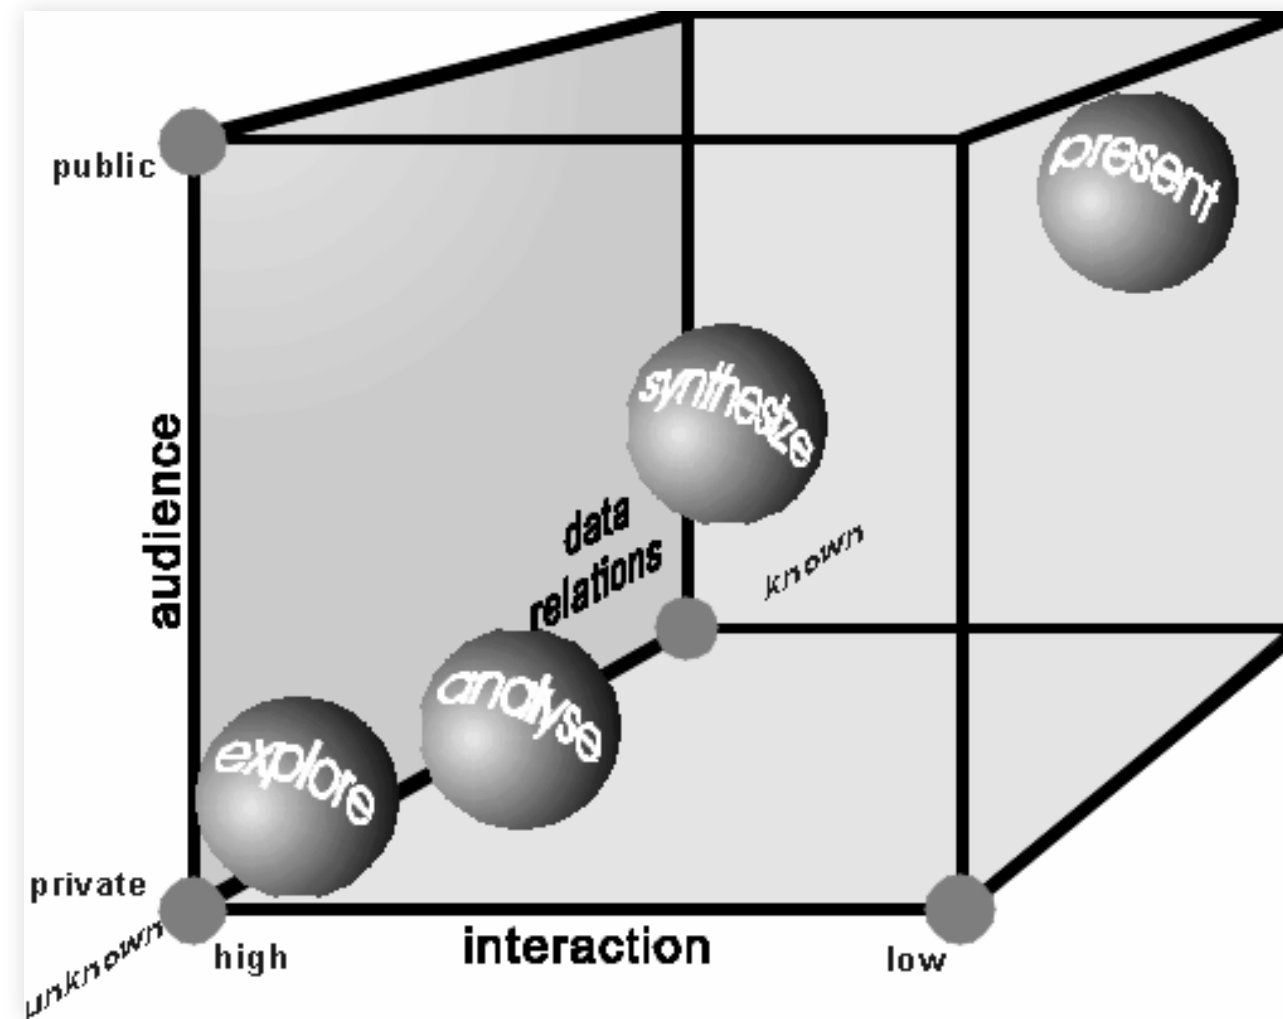 public
present
synthesize
audience
data
relations
known
analyse
explore
private
unknown
high
interaction
low